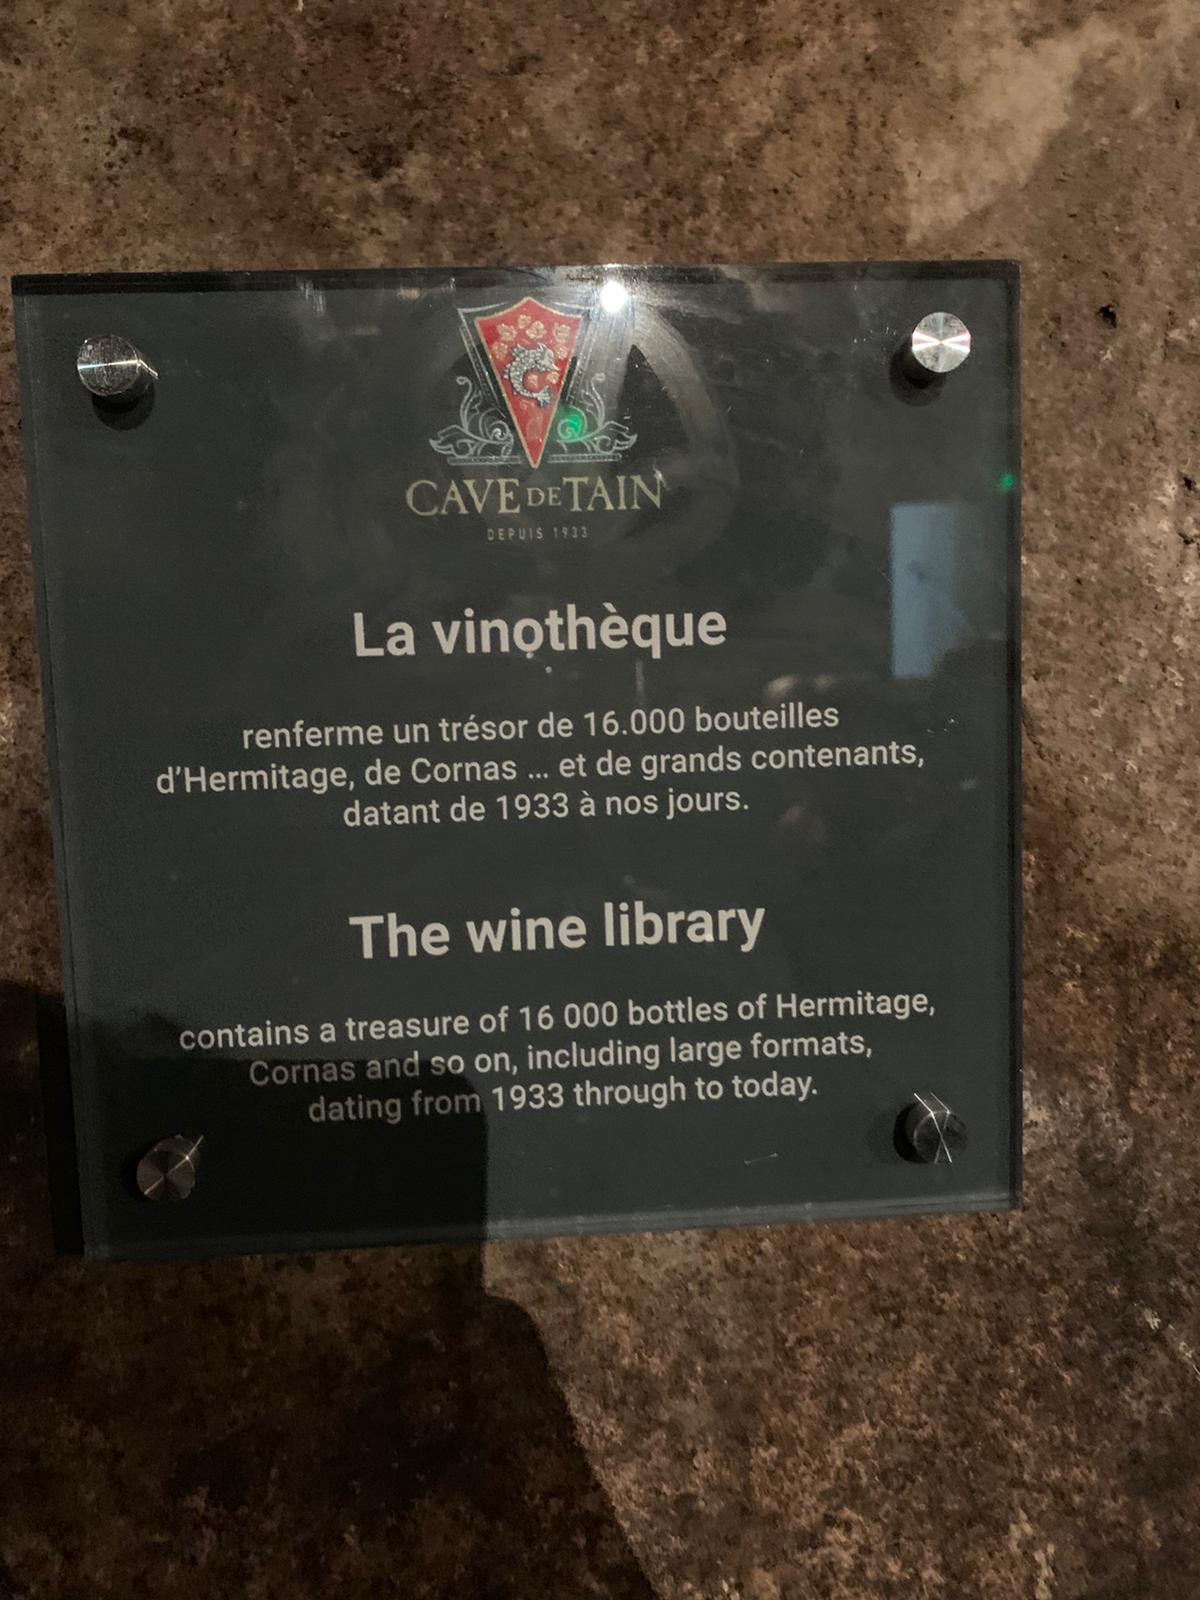 CAVE DE TAIN
DEPUIS 1933
La vinothèque
renferme un trésor de 16.000 bouteilles
d'Hermitage, de Cornas ... et de grands contenants,
datant de 1933 à nos jours.
The wine library
contains a treasure of 16 000 bottles of Hermitage,
Cornas and so on, including large formats,
dating from 1933 through to today.